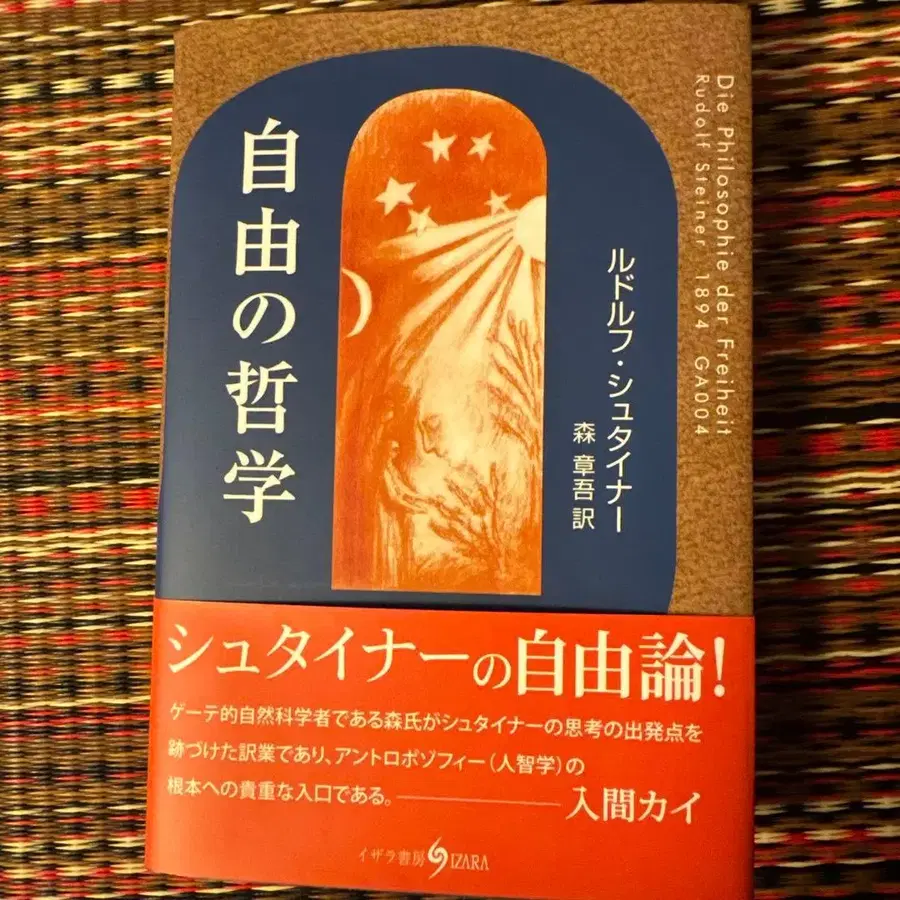 自由の哲学
ルドルフ・シュタイナー
森 章吾 訳
Die Philosophie der Freiheit
Rudolf Steiner 1894 GA004
シュタイナーの自由論!
ゲーテ的自然科学者である森氏がシュタイナーの思考の出発点を
跡づけた訳業であり、アントロポゾフィー(人智学)の
根本への貴重な入口である。――入間カイ
イザラ書房 IZARA